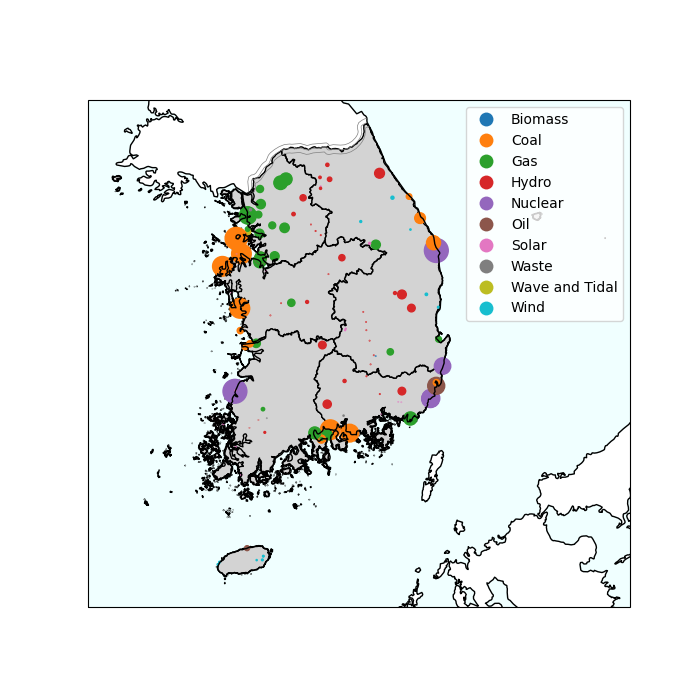 Biomass
Coal
Gas
Hydro
Nuclear
Oil
Solar
Waste
Wave and Tidal
Wind